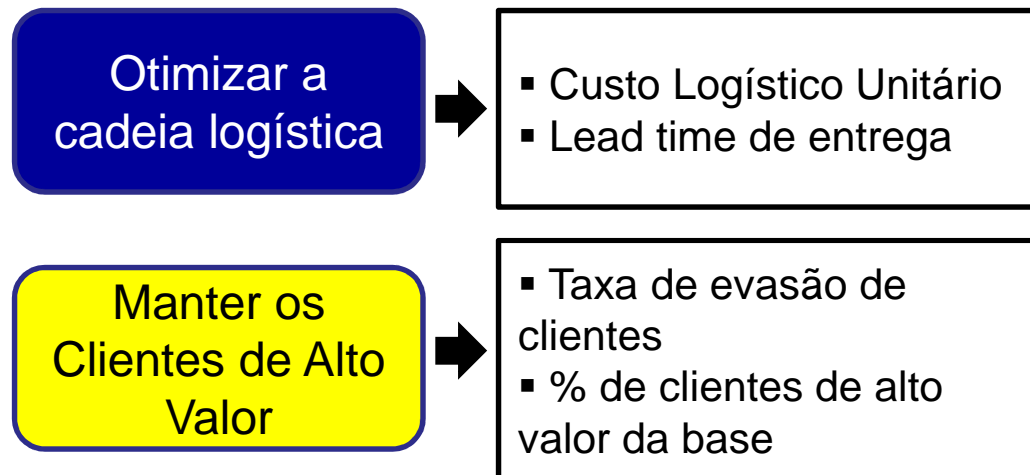 Otimizar a
cadeia logística
▪ Custo Logístico Unitário
▪ Lead time de entrega
Manter os
Clientes de Alto
Valor
▪ Taxa de evasão de
clientes
▪ % de clientes de alto
valor da base